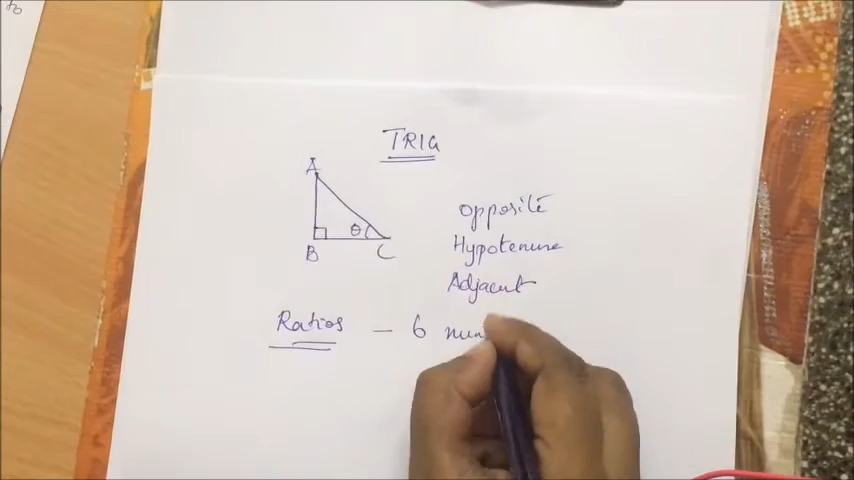 TRIG
A
opposite
θ
Hypotenuse
B
C
Adjacent
Ratios - 6